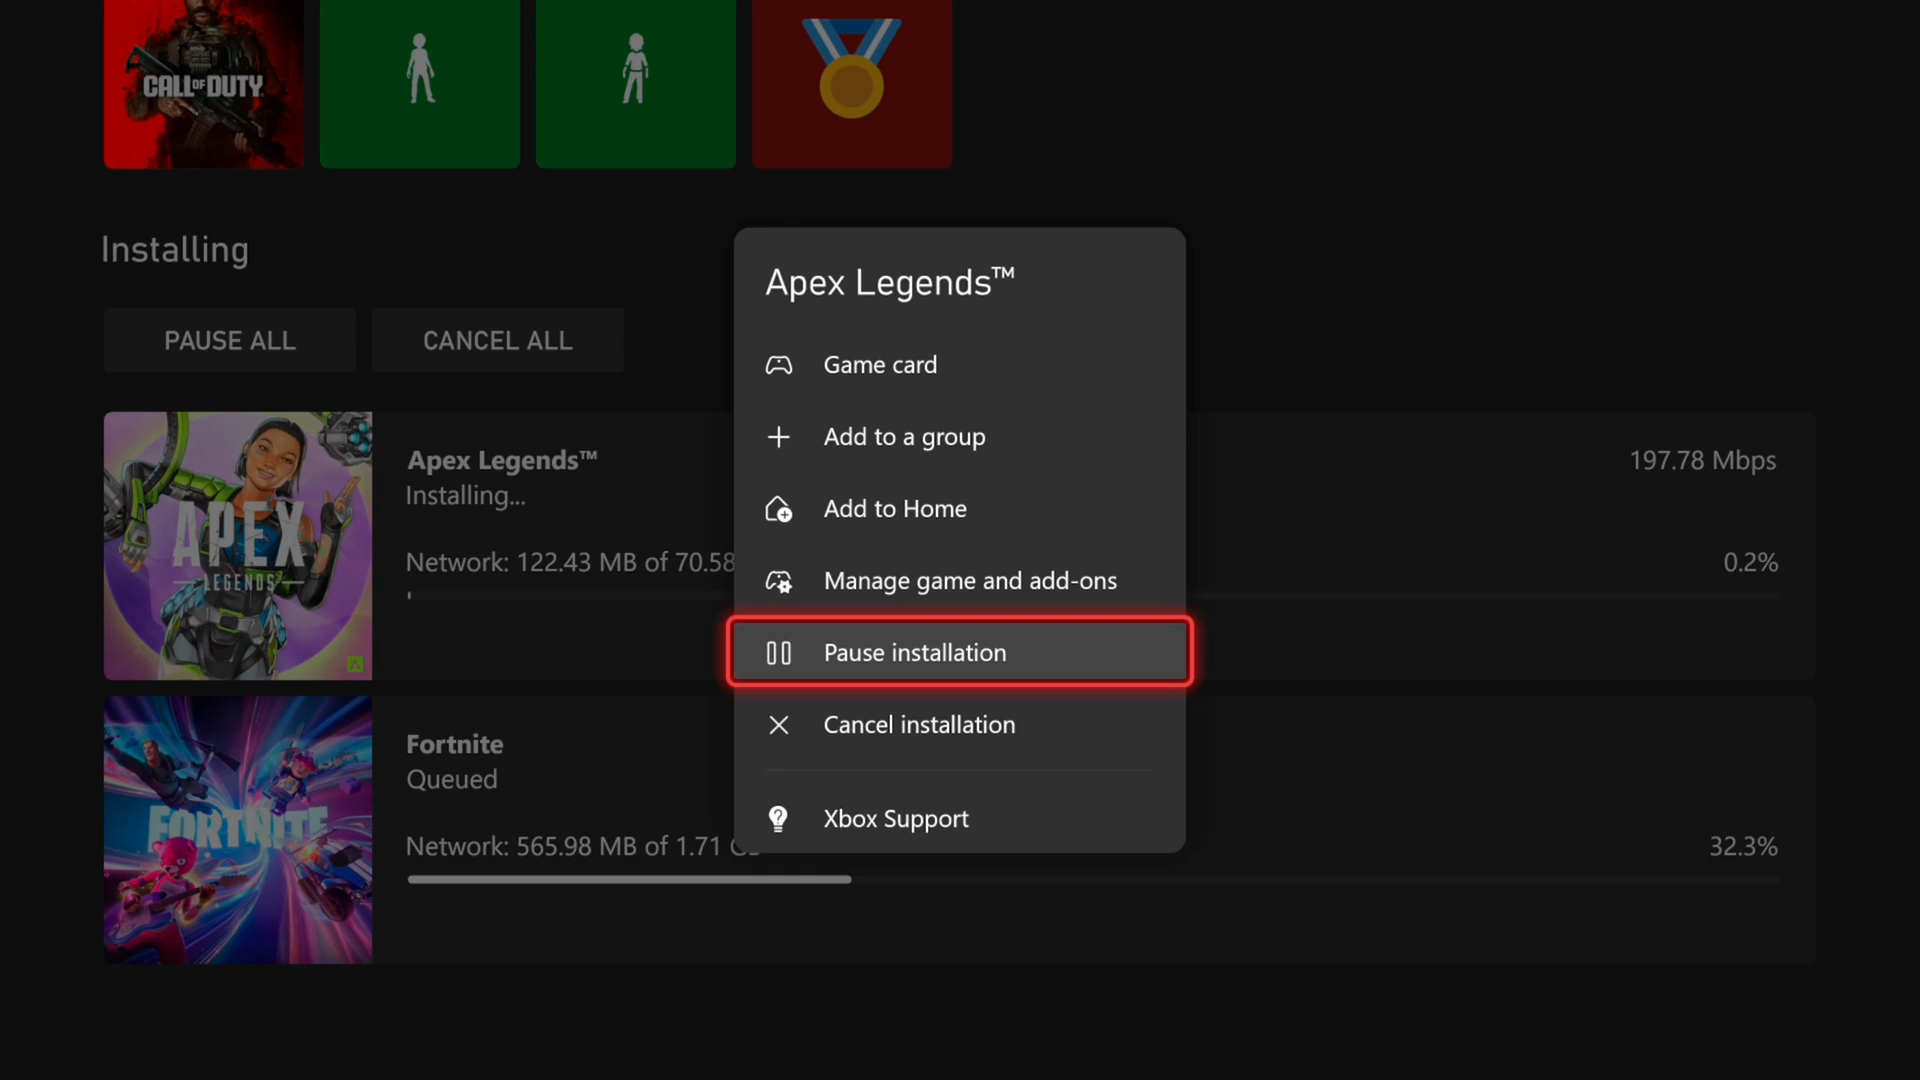 CALL OF DUTY
Installing
PAUSE ALL
CANCEL ALL
APEX
LEGENDS
Apex Legends™
Installing...
Network: 122.43 MB of 70.58
197.78 Mbps
0.2%
FORTNITE
Fortnite
Queued
Network: 565.98 MB of 1.71
32.3%
Apex Legends™
Game card
Add to a group
Add to Home
Manage game and add-ons
Pause installation
Cancel installation
Xbox Support